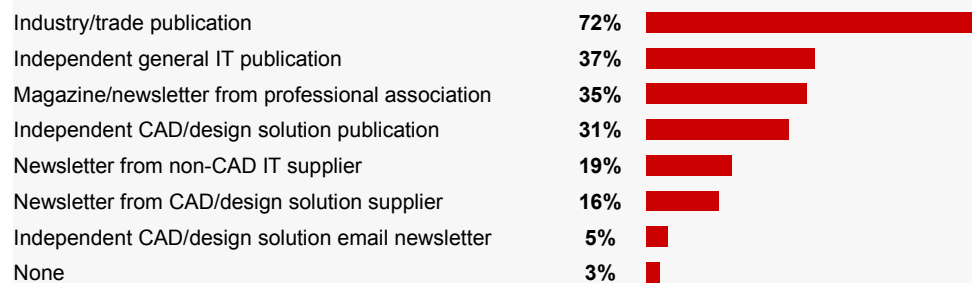 Industry/trade publication 72%
Independent general IT publication 37%
Magazine/newsletter from professional association 35%
Independent CAD/design solution publication 31%
Newsletter from non-CAD IT supplier 19%
Newsletter from CAD/design solution supplier 16%
Independent CAD/design solution email newsletter 5%
None 3%